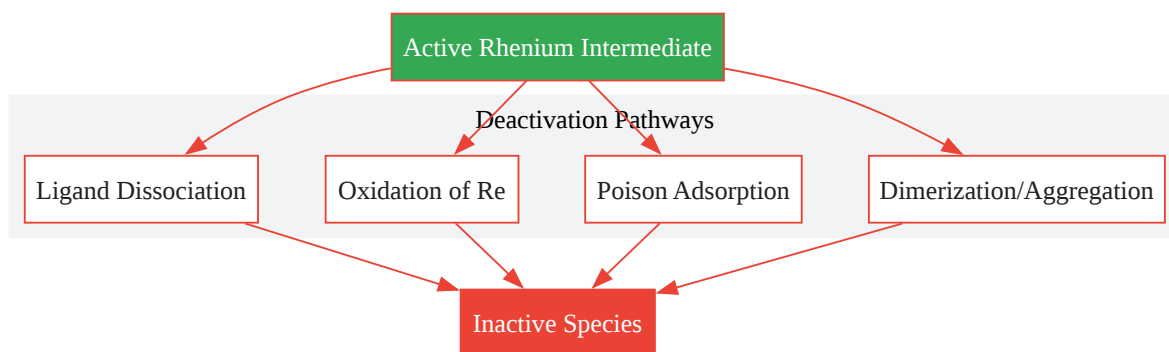 Active Rhenium Intermediate
Deactivation Pathways
Ligand Dissociation
Oxidation of Re
Poison Adsorption
Dimerization/Aggregation
Inactive Species